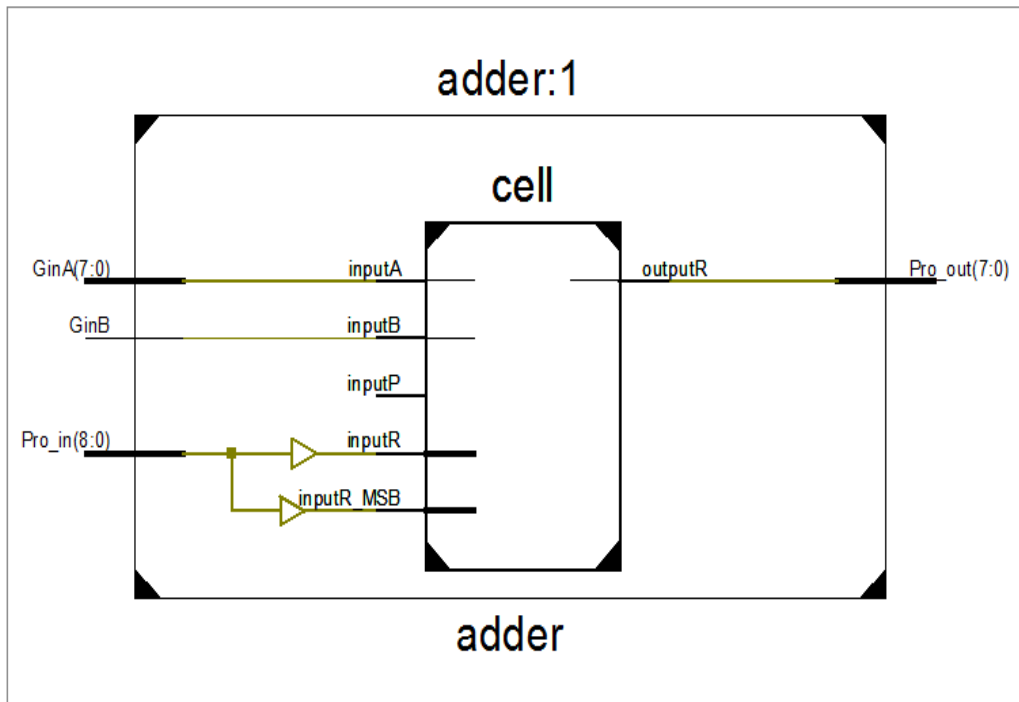 adder:1
cell
GinA(7:0)
inputA
outputR
Pro_out(7:0)
GinB
inputB
inputP
Pro_in(8:0)
inputR
inputR_MSB
adder